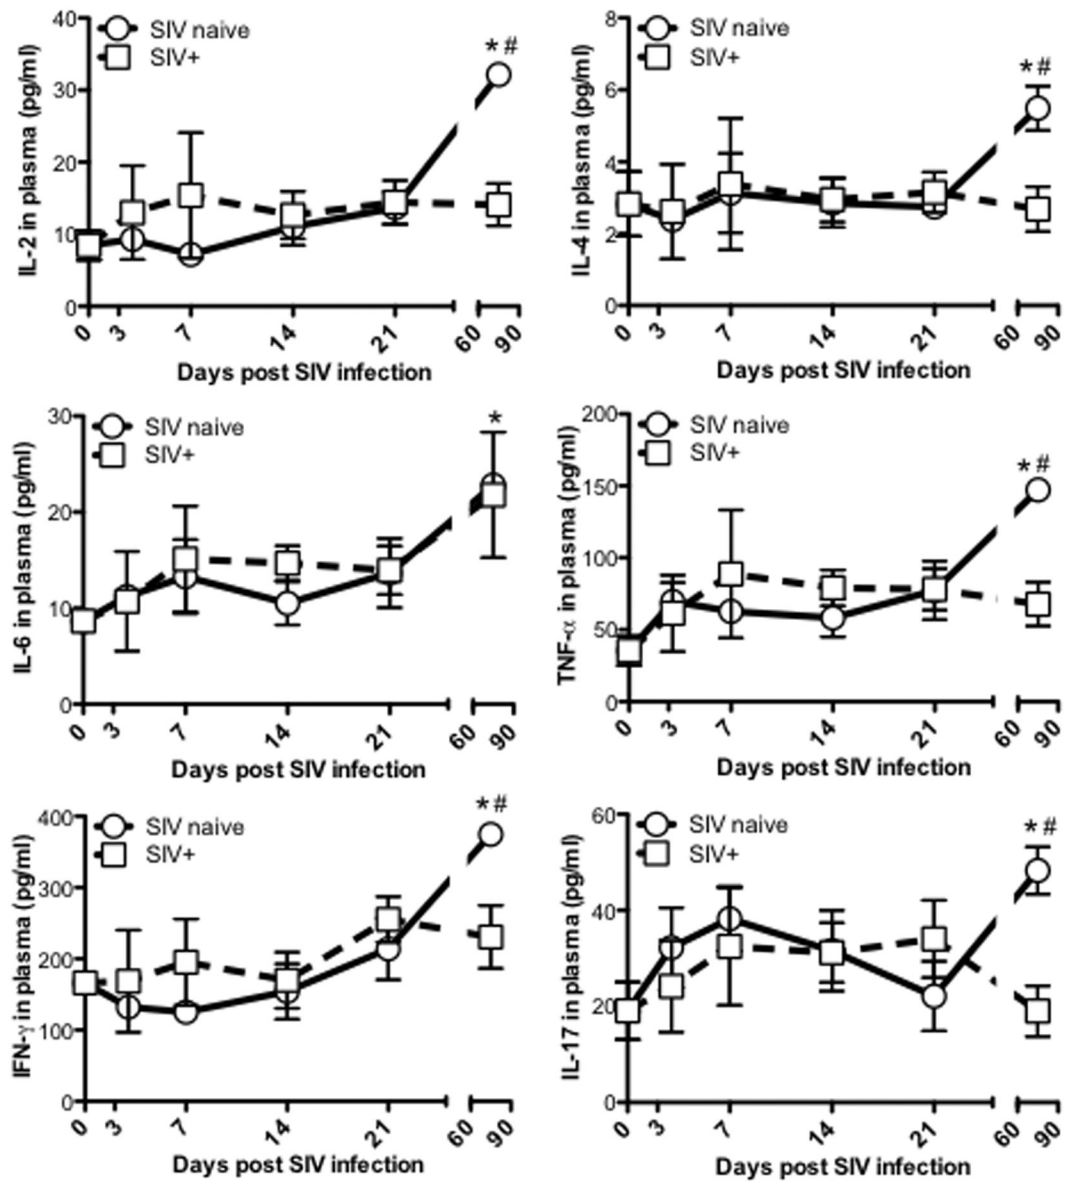 IL-2 in plasma (pg/ml)
40
30
20
10
0
SIV naive
SIV+
*#
0 3 7 14 21 60 90
Days post SIV infection
IL-4 in plasma (pg/ml)
8
6
4
2
0
SIV naive
SIV+
*#
0 3 7 14 21 60 90
Days post SIV infection
IL-6 in plasma (pg/ml)
30
20
10
0
SIV naive
SIV+
*
0 3 7 14 21 60 90
Days post SIV infection
TNF-α in plasma (pg/ml)
200
150
100
50
0
SIV naive
SIV+
*#
0 3 7 14 21 60 90
Days post SIV infection
IFN-γ in plasma (pg/ml)
400
300
200
100
0
SIV naive
SIV+
*#
0 3 7 14 21 60 90
Days post SIV infection
IL-17 in plasma (pg/ml)
60
40
20
0
SIV naive
SIV+
*#
0 3 7 14 21 60 90
Days post SIV infection